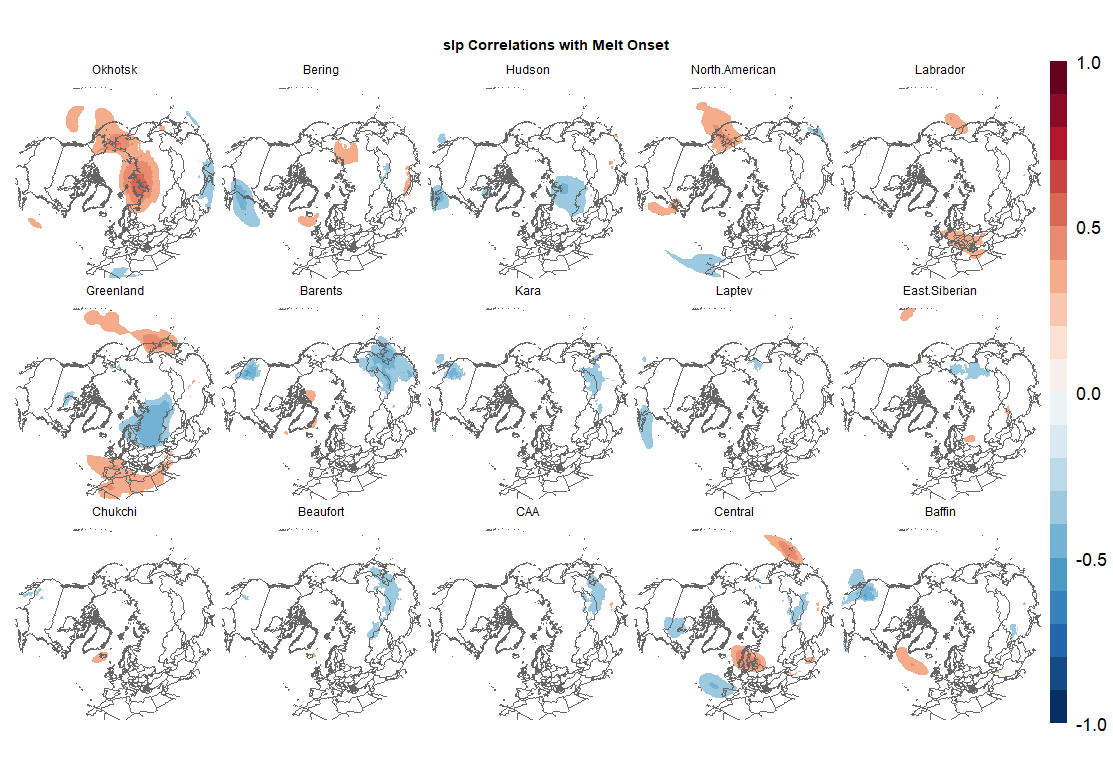 slp Correlations with Melt Onset
Okhotsk
Bering
Hudson
North.American
Labrador
Greenland
Barents
Kara
Laptev
East.Siberian
Chukchi
Beaufort
CAA
Central
Baffin
1.0
0.5
0.0
-0.5
-1.0